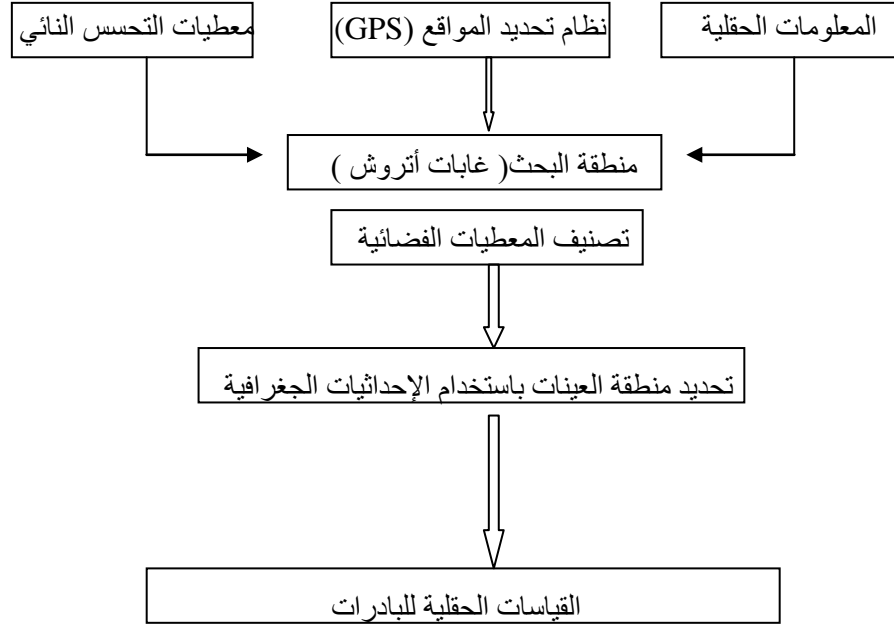 المعلومات الحقلية
نظام تحديد المواقع (GPS)
معطيات التحسس النائي
منطقة البحث( غابات أتروش )
تصنيف المعطيات الفضائية
تحديد منطقة العينات باستخدام الإحداثيات الجغرافية
القياسات الحقلية للبادرات